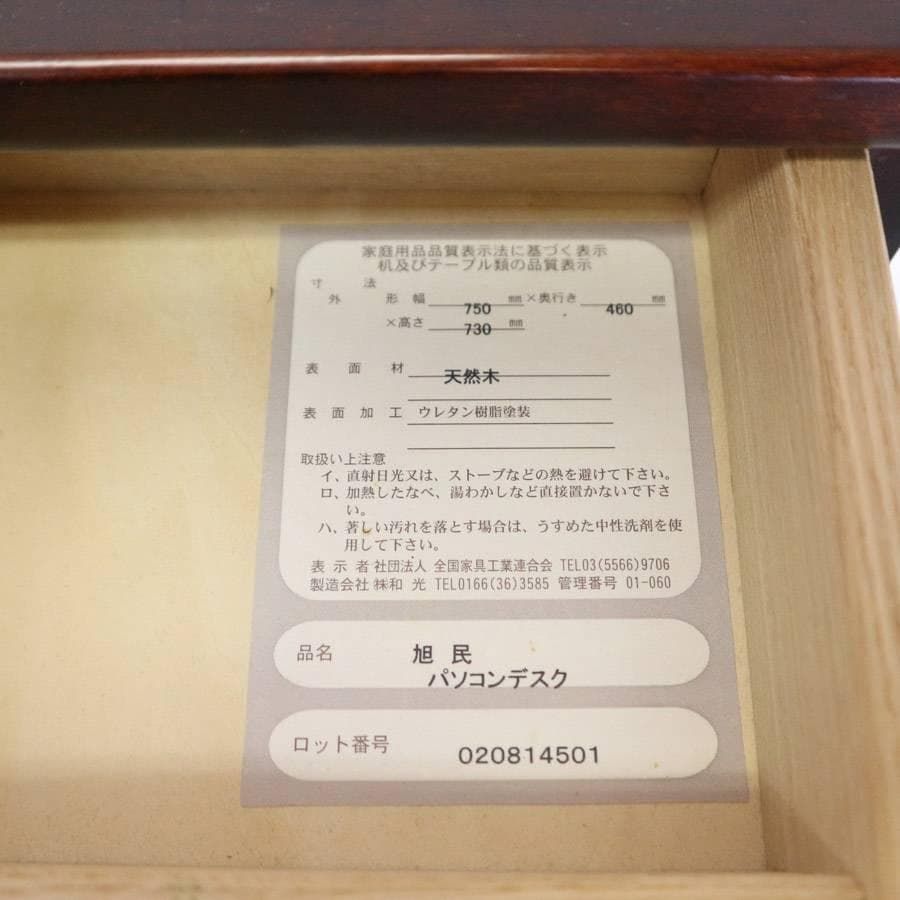 家庭用品品質表示法に基づく表示
机及びテーブル類の品質表示
寸 法
外 形 幅 750 ㎜ ×奥行き 460 ㎜
×高さ 730 ㎜
表 面 材 天然木
表 面 加 工 ウレタン樹脂塗装
取扱い上注意
イ、直射日光又は、ストーブなどの熱を避けて下さい。
ロ、加熱したなべ、湯わかしなど直接置かないで下さ
い。
ハ、著しい汚れを落とす場合は、うすめた中性洗剤を使
用して下さい。
表 示 者 社団法人 全国家具工業連合会 TEL03(5566)9706
製造会社 ㈱和 光 TEL0166(36)3585 管理番号 01-060
品名 旭 民
パソコンデスク
ロット番号 020814501